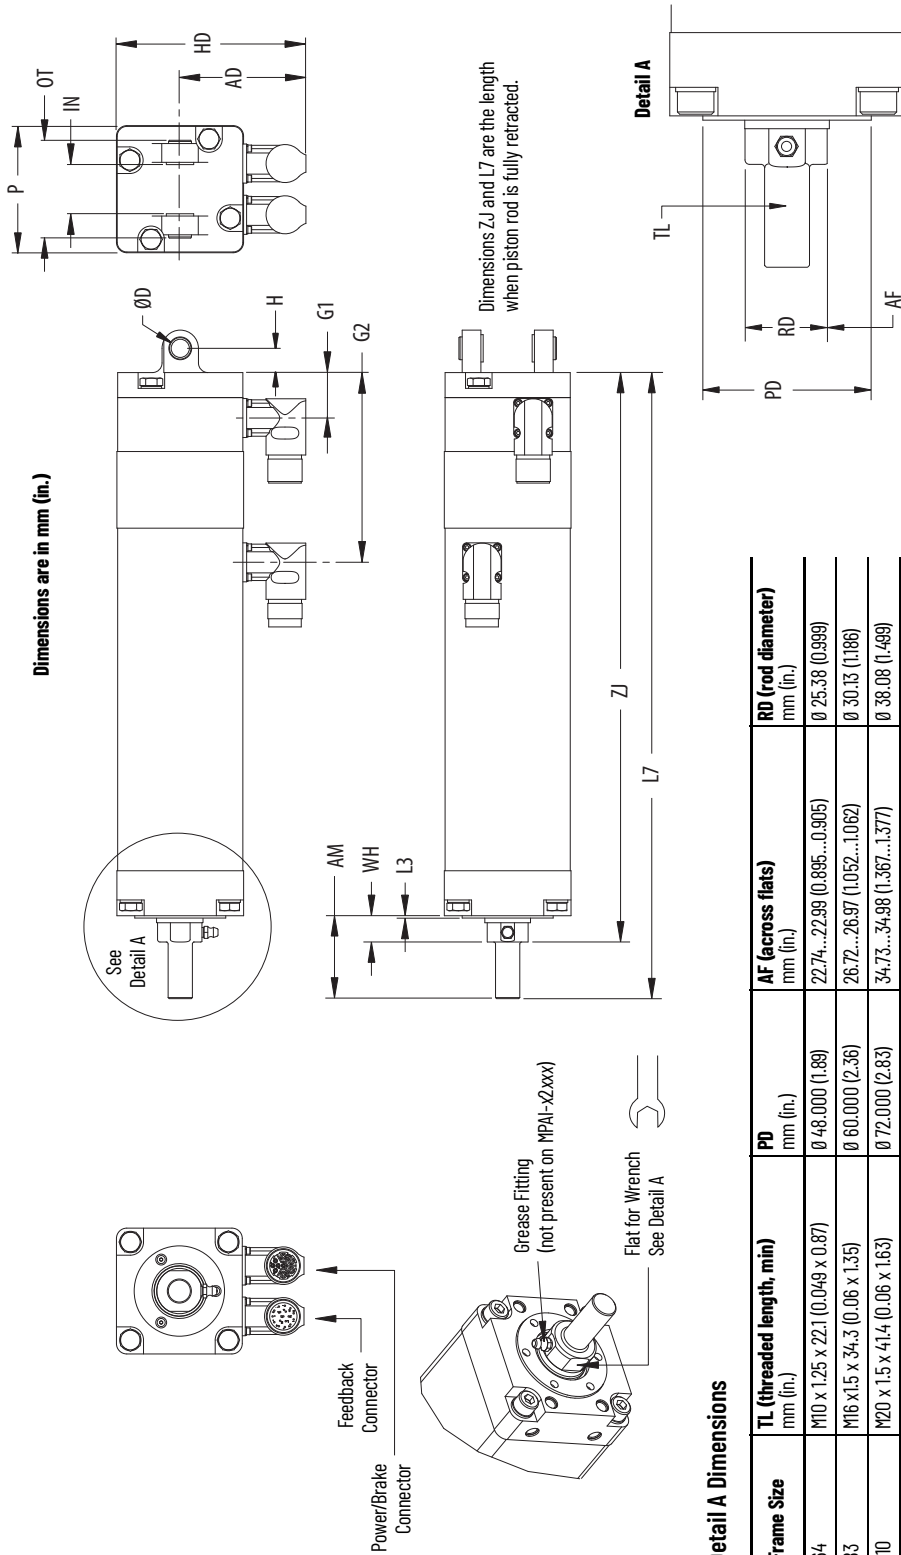 Dimensions are in mm (in.)
P
OT
IN
HD
AD
ØD
H
G1
G2
See
Detail A
AM
WH
L3
ZJ
L7
Dimensions ZJ and L7 are the length
when piston rod is fully retracted.
Detail A
TL
PD
RD
AF
Feedback
Connector
Power/Brake
Connector
Grease Fitting
(not present on MPAI-x2xxx)
Flat for Wrench
See Detail A
Detail A Dimensions
Frame Size	TL (threaded length, min) mm (in.)	PD mm (in.)	AF (across flats) mm (in.)	RD (rod diameter) mm (in.)
64	M10 x 1.25 x 22.1 (0.049 x 0.87)	Ø 48.000 (1.89)	22.74...22.99 (0.895...0.905)	Ø 25.38 (0.999)
83	M16 x1.5 x 34.3 (0.06 x 1.35)	Ø 60.000 (2.36)	26.72...26.97 (1.052...1.062)	Ø 30.13 (1.186)
10	M20 x 1.5 x 41.4 (0.06 x 1.63)	Ø 72.000 (2.83)	34.73...34.98 (1.367...1.377)	Ø 38.08 (1.499)